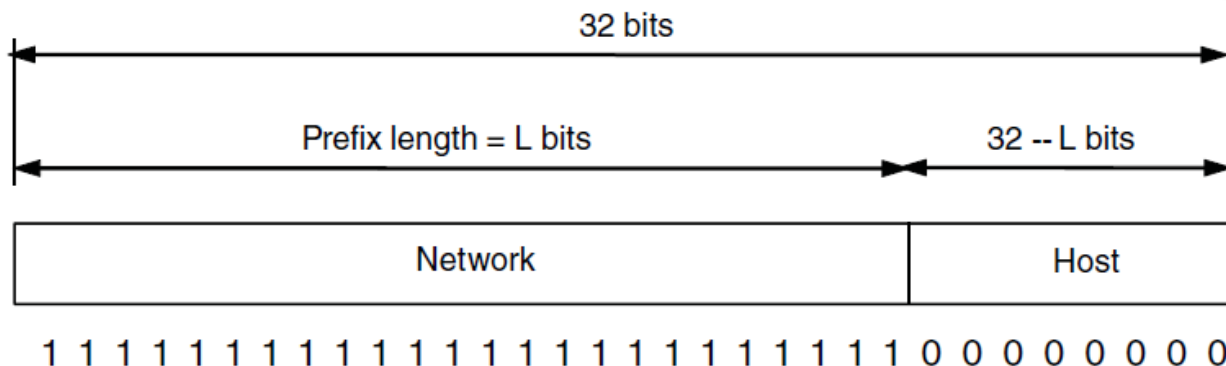 32 bits
Prefix length = L bits 32 -- L bits
Network Host
1 1 1 1 1 1 1 1 1 1 1 1 1 1 1 1 1 1 1 1 1 1 1 1 0 0 0 0 0 0 0 0